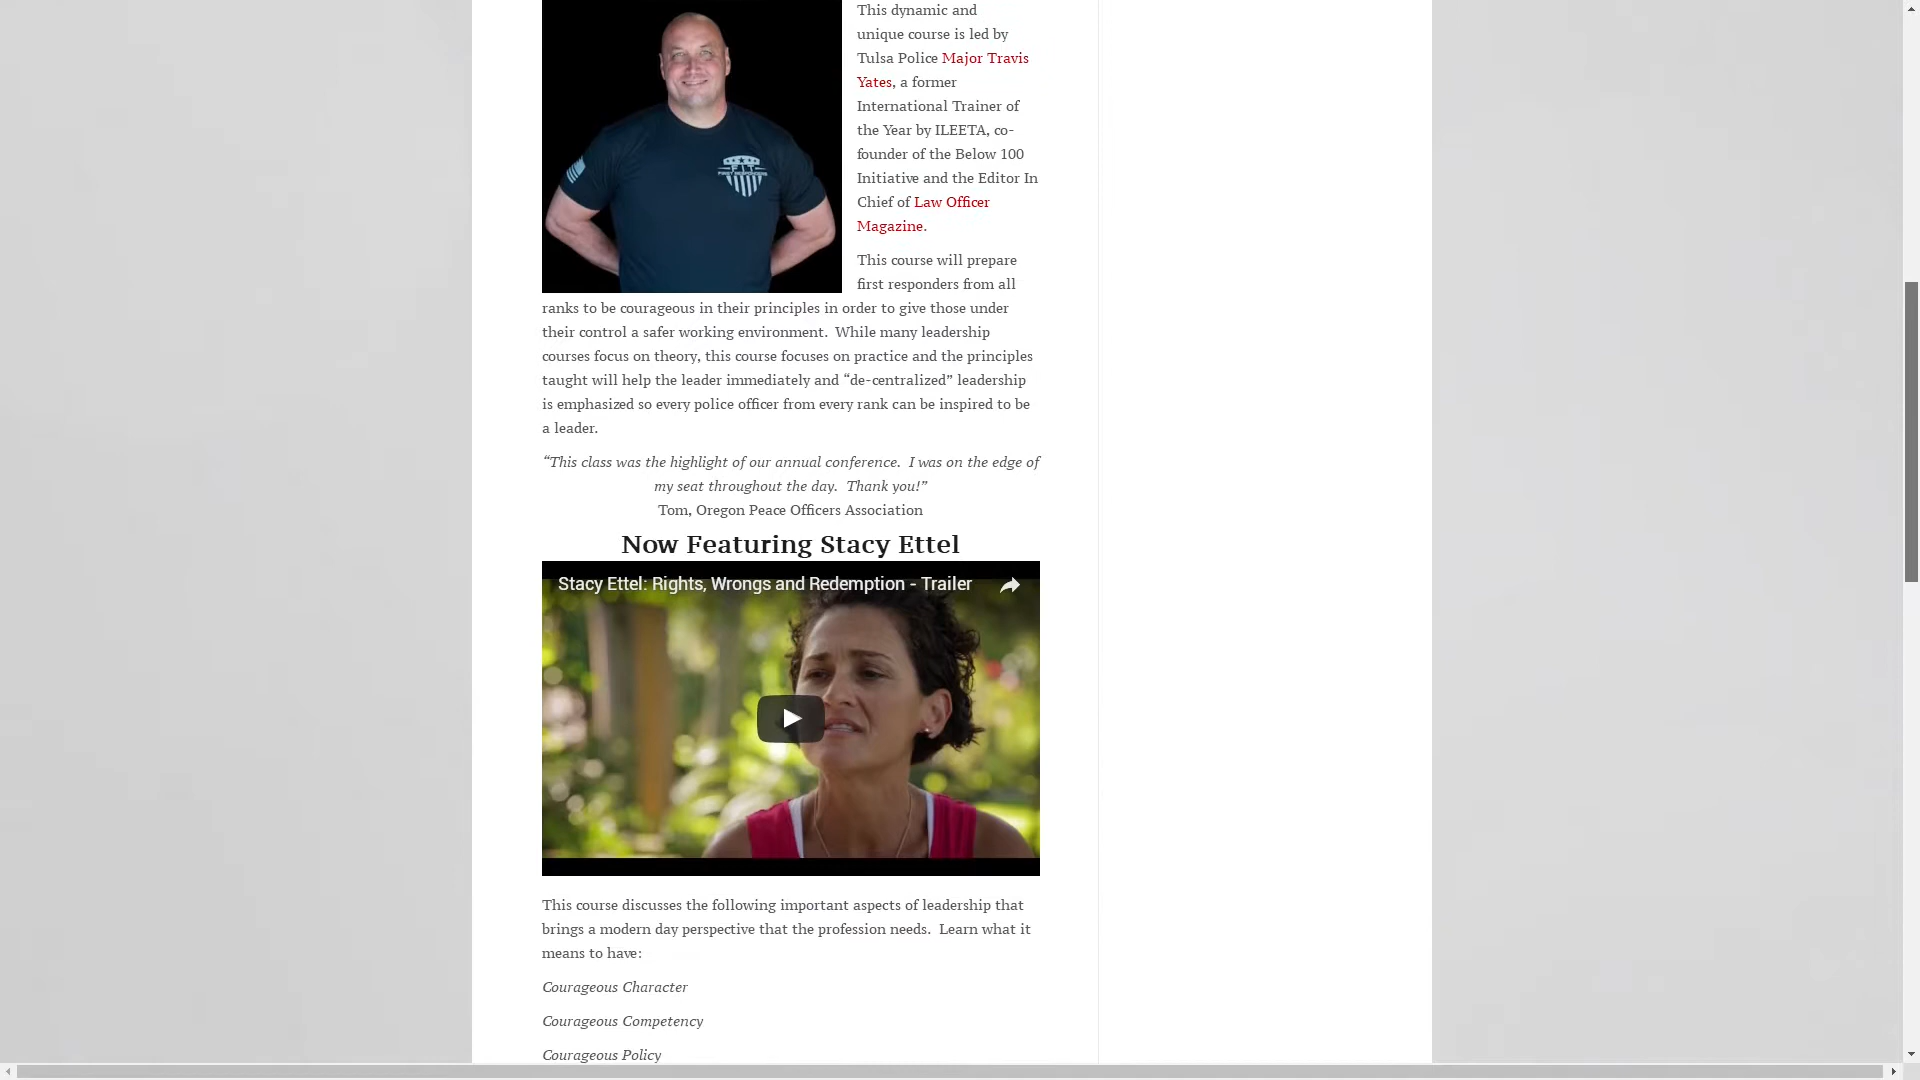 This dynamic and
unique course is led by
Tulsa Police Major Travis
Yates, a former
International Trainer of
the Year by ILEETA, co-
founder of the Below 100
Initiative and the Editor In
Chief of Law Officer
Magazine.
This course will prepare
first responders from all
ranks to be courageous in their principles in order to give those under
their control a safer working environment.  While many leadership
courses focus on theory, this course focuses on practice and the principles
taught will help the leader immediately and “de-centralized” leadership
is emphasized so every police officer from every rank can be inspired to be
a leader.
“This class was the highlight of our annual conference.  I was on the edge of
my seat throughout the day.  Thank you!”
Tom, Oregon Peace Officers Association
Now Featuring Stacy Ettel
Stacy Ettel: Rights, Wrongs and Redemption - Trailer
This course discusses the following important aspects of leadership that
brings a modern day perspective that the profession needs.  Learn what it
means to have:
Courageous Character
Courageous Competency
Courageous Policy